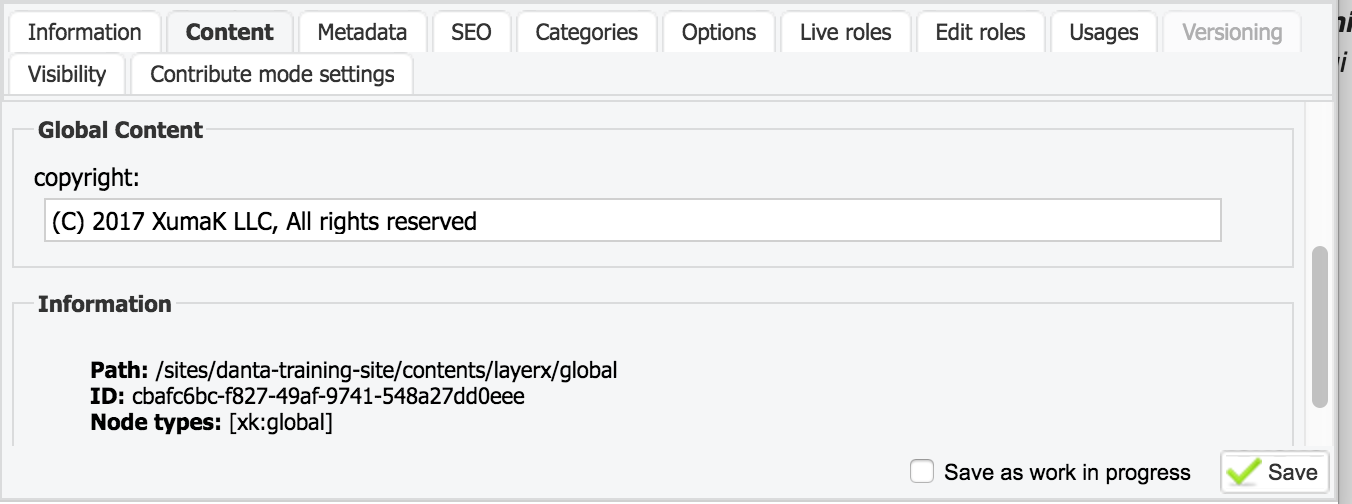 Information Content Metadata SEO Categories Options Live roles Edit roles Usages Versioning
Visibility Contribute mode settings
Global Content
copyright:
(C) 2017 XumaK LLC, All rights reserved
Information
Path: /sites/danta-training-site/contents/layerx/global
ID: cbafc6bc-f827-49af-9741-548a27dd0eee
Node types: [xk:global]
Save as work in progress Save